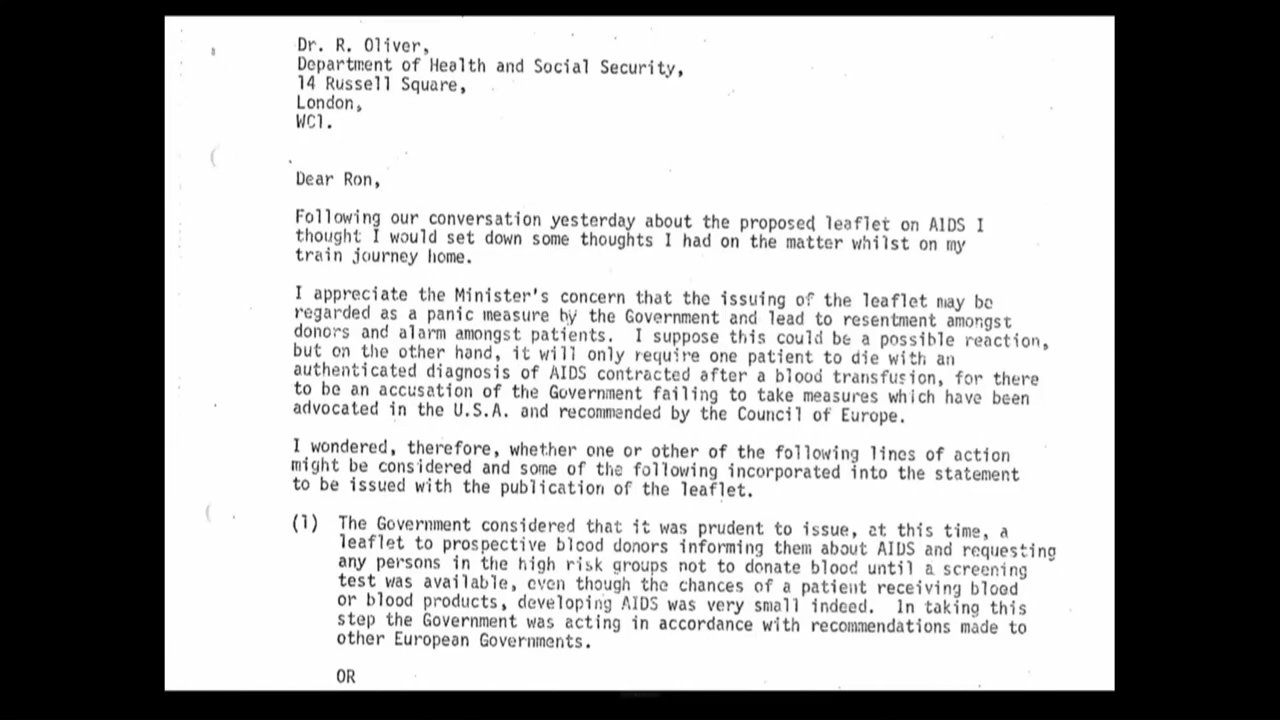 Dr. R. Oliver,
Department of Health and Social Security,
14 Russell Square,
London,
WC1.
Dear Ron,
Following our conversation yesterday about the proposed leaflet on AIDS I
thought I would set down some thoughts I had on the matter whilst on my
train journey home.
I appreciate the Minister's concern that the issuing of the leaflet may be
regarded as a panic measure by the Government and lead to resentment amongst
donors and alarm amongst patients.  I suppose this could be a possible reaction,
but on the other hand, it will only require one patient to die with an
authenticated diagnosis of AIDS contracted after a blood transfusion, for there
to be an accusation of the Government failing to take measures which have been
advocated in the U.S.A. and recommended by the Council of Europe.
I wondered, therefore, whether one or other of the following lines of action
might be considered and some of the following incorporated into the statement
to be issued with the publication of the leaflet.
(1) The Government considered that it was prudent to issue, at this time, a
leaflet to prospective blood donors informing them about AIDS and requesting
any persons in the high risk groups not to donate blood until a screening
test was available, even though the chances of a patient receiving blood
or blood products, developing AIDS was very small indeed.  In taking this
step the Government was acting in accordance with recommendations made to
other European Governments.
OR